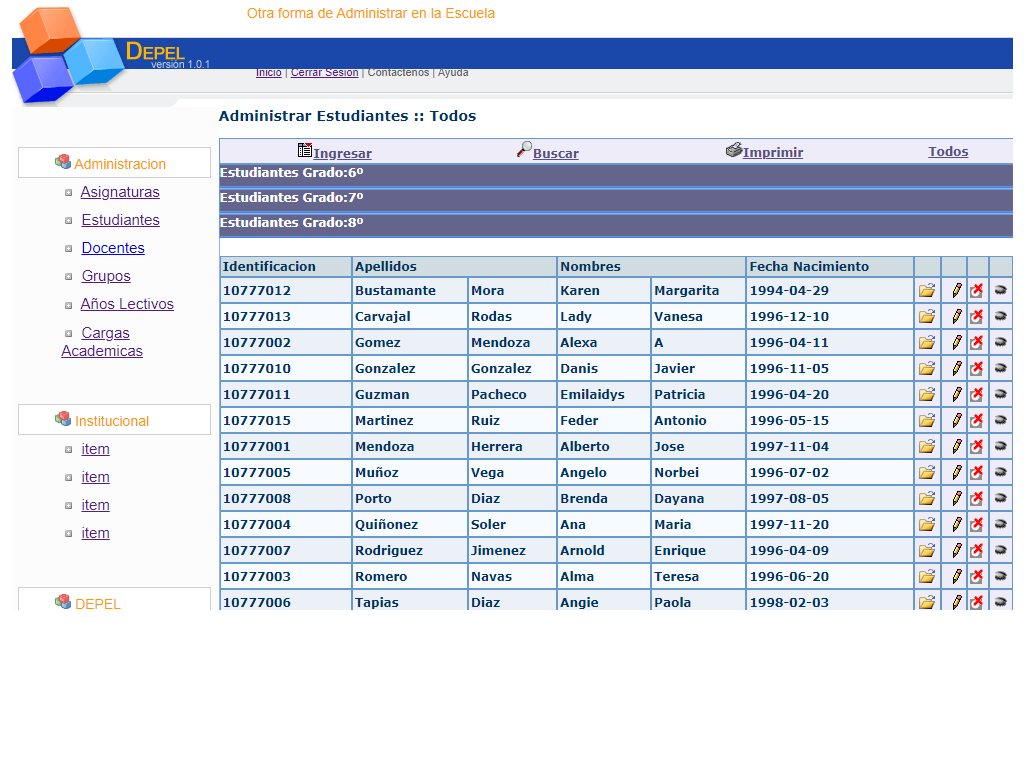 Otra forma de Administrar en la Escuela
DEPEL
versión 1.0.1
Inicio | Cerrar Sesión | Contactenos | Ayuda
Administrar Estudiantes :: Todos
Ingresar Buscar Imprimir Todos
Estudiantes Grado:6º
Estudiantes Grado:7º
Estudiantes Grado:8º
Identificacion Apellidos Nombres Fecha Nacimiento
10777012 Bustamante Mora Karen Margarita 1994-04-29
10777013 Carvajal Rodas Lady Vanesa 1996-12-10
10777002 Gomez Mendoza Alexa A 1996-04-11
10777010 Gonzalez Gonzalez Danis Javier 1996-11-05
10777011 Guzman Pacheco Emilaidys Patricia 1996-04-20
10777015 Martinez Ruiz Feder Antonio 1996-05-15
10777001 Mendoza Herrera Alberto Jose 1997-11-04
10777005 Muñoz Vega Angelo Norbei 1996-07-02
10777008 Porto Diaz Brenda Dayana 1997-08-05
10777004 Quiñonez Soler Ana Maria 1997-11-20
10777007 Rodriguez Jimenez Arnold Enrique 1996-04-09
10777003 Romero Navas Alma Teresa 1996-06-20
10777006 Tapias Diaz Angie Paola 1998-02-03
Administracion
Asignaturas
Estudiantes
Docentes
Grupos
Años Lectivos
Cargas
Academicas
Institucional
item
item
item
item
DEPEL